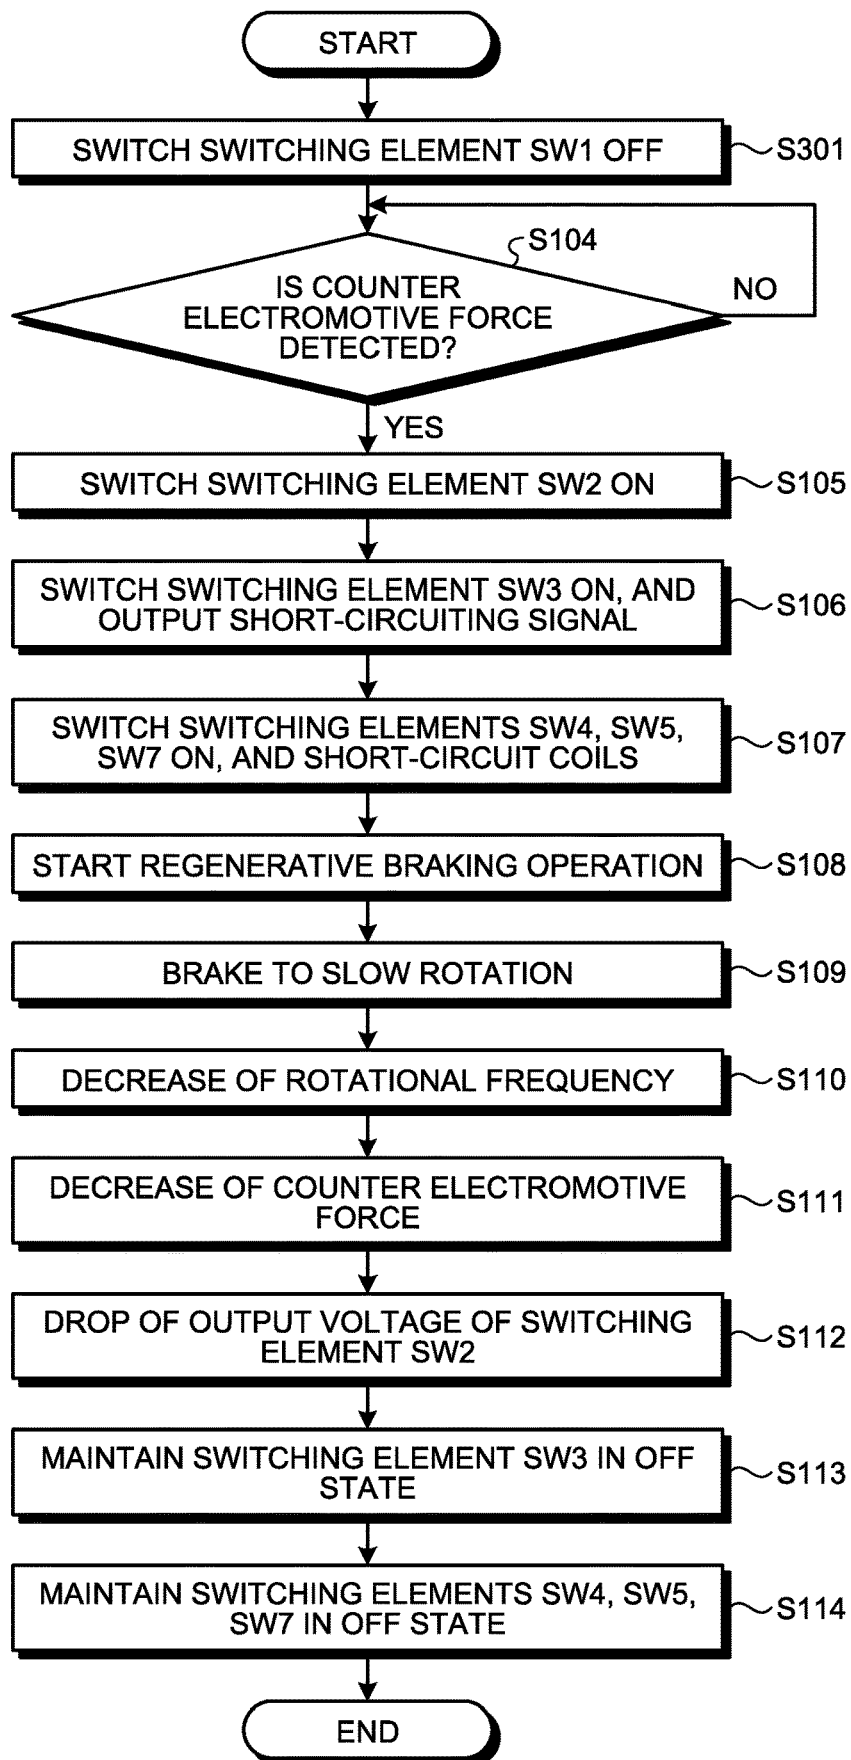 START
SWITCH SWITCHING ELEMENT SW1 OFF
S301
S104
IS COUNTER
ELECTROMOTIVE FORCE
DETECTED?
NO
YES
SWITCH SWITCHING ELEMENT SW2 ON
S105
SWITCH SWITCHING ELEMENT SW3 ON, AND
OUTPUT SHORT-CIRCUITING SIGNAL
S106
SWITCH SWITCHING ELEMENTS SW4, SW5,
SW7 ON, AND SHORT-CIRCUIT COILS
S107
START REGENERATIVE BRAKING OPERATION
S108
BRAKE TO SLOW ROTATION
S109
DECREASE OF ROTATIONAL FREQUENCY
S110
DECREASE OF COUNTER ELECTROMOTIVE
FORCE
S111
DROP OF OUTPUT VOLTAGE OF SWITCHING
ELEMENT SW2
S112
MAINTAIN SWITCHING ELEMENT SW3 IN OFF
STATE
S113
MAINTAIN SWITCHING ELEMENTS SW4, SW5,
SW7 IN OFF STATE
S114
END